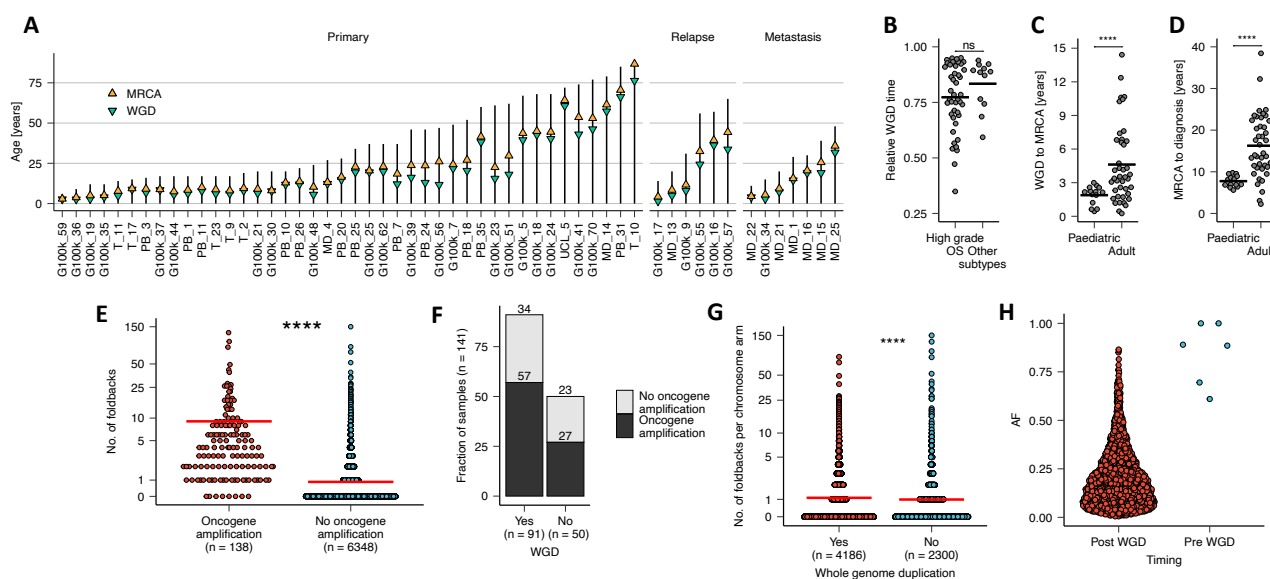 A
Primary
Relapse
Metastasis
Age [years]
75
50
25
0
MRCA
WGD
G100k_59
G100k_36
G100k_19
G100k_35
T_11
T_17
PB_3
G100k_37
G100k_44
PB_1
PB_11
T_23
T_9
T_2
G100k_21
G100k_30
PB_10
PB_26
G100k_48
MD_4
PB_20
G100k_25
G100k_25
G100k_62
PB_7
G100k_39
PB_24
G100k_56
G100k_7
PB_18
PB_35
G100k_23
G100k_51
G100k_5
G100k_18
G100k_24
UCL_5
G100k_41
G100k_70
MD_14
PB_31
T_10
G100k_17
MD_13
G100k_9
G100k_55
G100k_16
G100k_57
MD_22
G100k_34
MD_21
MD_1
MD_16
MD_15
MD_25
B
Relative WGD time
1.00
0.75
0.50
0.25
ns
High grade Other
OS subtypes
C
WGD to MRCA [years]
15
12
9
6
3
0
****
Paediatric
Adult
D
MRCA to diagnosis [years]
40
30
20
10
0
****
Paediatric
Adult
E
No. of foldbacks
150
50
25
10
5
1
0
****
Oncogene
amplification
(n = 138)
No oncogene
amplification
(n = 6348)
F
Fraction of samples (n = 141)
75
50
25
0
34
57
23
27
Yes
(n = 91)
No
(n = 50)
WGD
No oncogene
amplification
Oncogene
amplification
G
No. of foldbacks per chromosome arm
150
50
25
10
5
1
0
****
Yes
(n = 4186)
No
(n = 2300)
Whole genome duplication
H
AF
1.00
0.75
0.50
0.25
0.00
Post WGD
Pre WGD
Timing